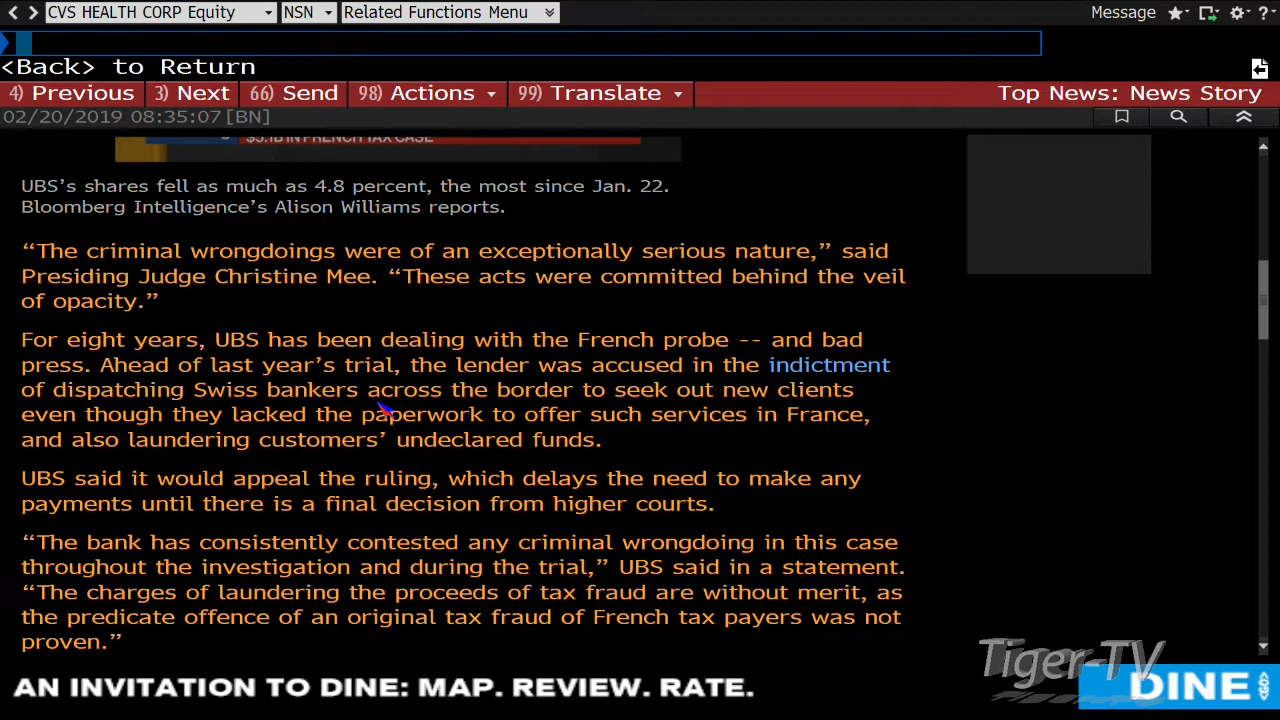 CVS HEALTH CORP Equity NSN Related Functions Menu Message ?
<Back> to Return
4) Previous 3) Next 66) Send 98) Actions 99) Translate Top News: News Story
02/20/2019 08:35:07[BN]
$5.1B IN FRENCH TAX CASE
UBS’s shares fell as much as 4.8 percent, the most since Jan. 22.
Bloomberg Intelligence’s Alison Williams reports.
“The criminal wrongdoings were of an exceptionally serious nature,” said
Presiding Judge Christine Mee. “These acts were committed behind the veil
of opacity.”
For eight years, UBS has been dealing with the French probe -- and bad
press. Ahead of last year’s trial, the lender was accused in the indictment
of dispatching Swiss bankers across the border to seek out new clients
even though they lacked the paperwork to offer such services in France,
and also laundering customers’ undeclared funds.
UBS said it would appeal the ruling, which delays the need to make any
payments until there is a final decision from higher courts.
“The bank has consistently contested any criminal wrongdoing in this case
throughout the investigation and during the trial,” UBS said in a statement.
“The charges of laundering the proceeds of tax fraud are without merit, as
the predicate offence of an original tax fraud of French tax payers was not
proven.”
Tiger-TV
AN INVITATION TO DINE: MAP. REVIEW. RATE. DINE